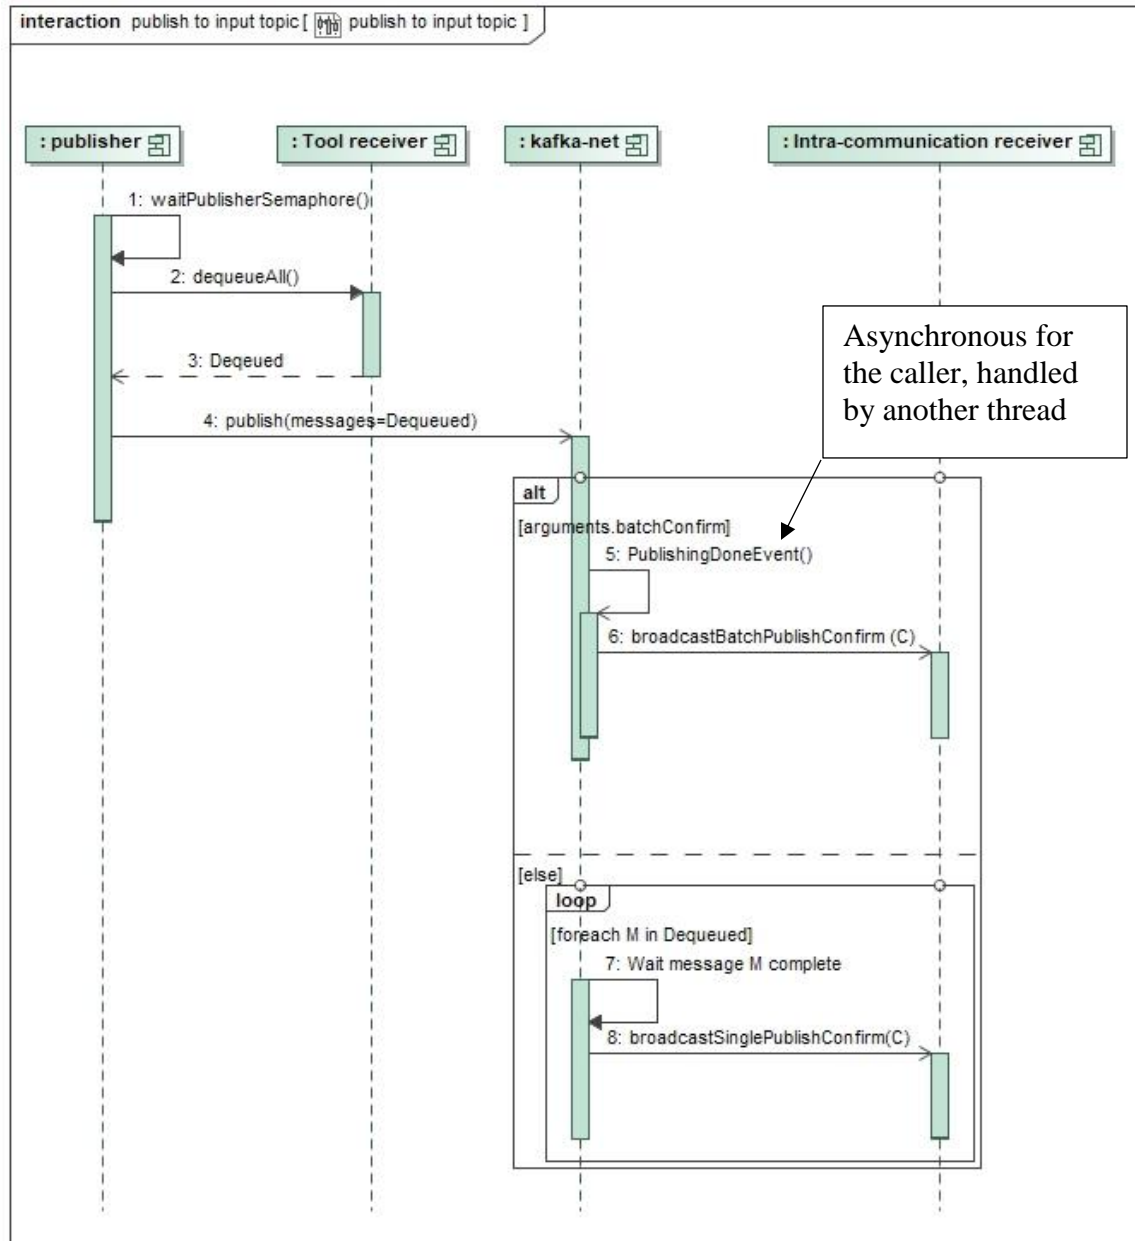 interaction publish to input topic [ publish to input topic ]
: publisher
: Tool receiver
: kafka-net
: Intra-communication receiver
1: waitPublisherSemaphore()
2: dequeueAll()
Asynchronous for
the caller, handled
by another thread
3: Deqeued
4: publish(messages=Dequeued)
alt
[arguments.batchConfirm]
5: PublishingDoneEvent()
6: broadcastBatchPublishConfirm (C)
[else]
loop
[foreach M in Dequeued]
7: Wait message M complete
8: broadcastSinglePublishConfirm(C)